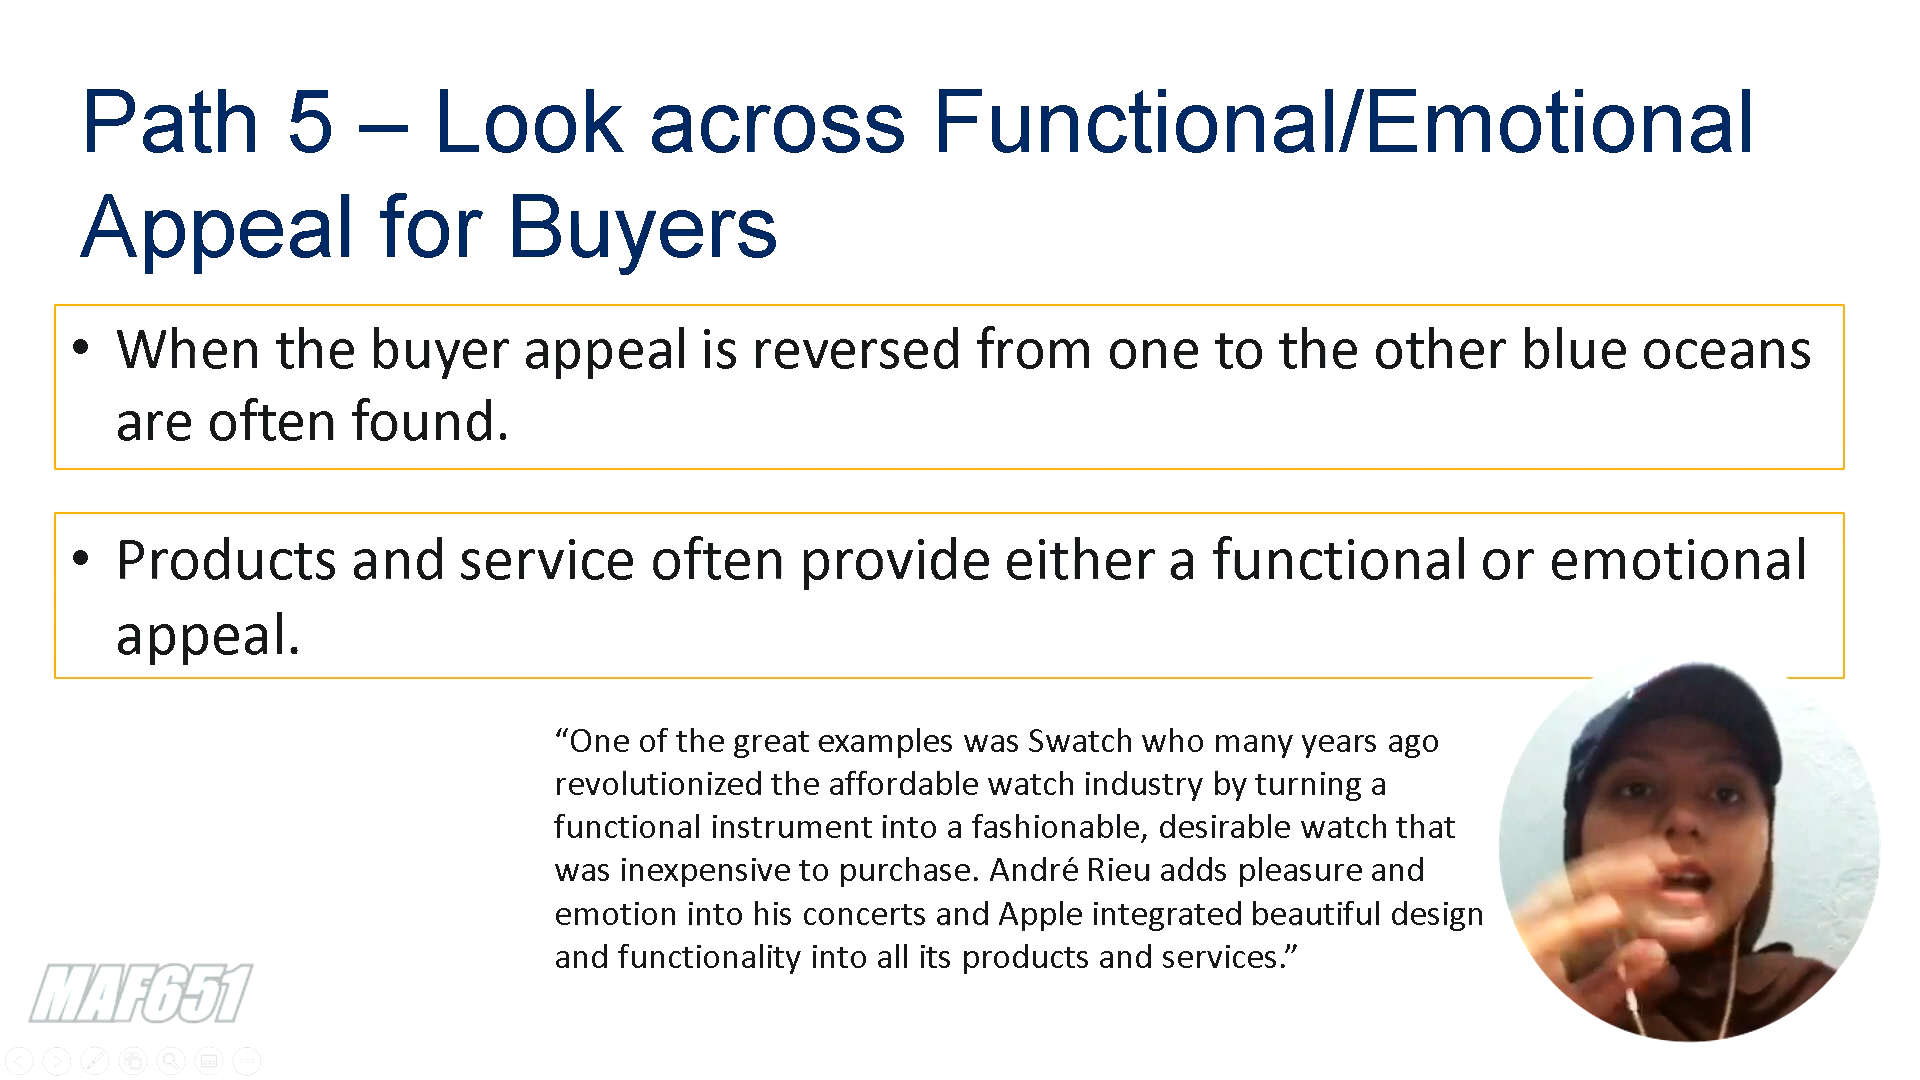 Path 5 – Look across Functional/Emotional
Appeal for Buyers
• When the buyer appeal is reversed from one to the other blue oceans
are often found.
• Products and service often provide either a functional or emotional
appeal.
“One of the great examples was Swatch who many years ago
revolutionized the affordable watch industry by turning a
functional instrument into a fashionable, desirable watch that
was inexpensive to purchase. André Rieu adds pleasure and
emotion into his concerts and Apple integrated beautiful design
and functionality into all its products and services.”
MAF651